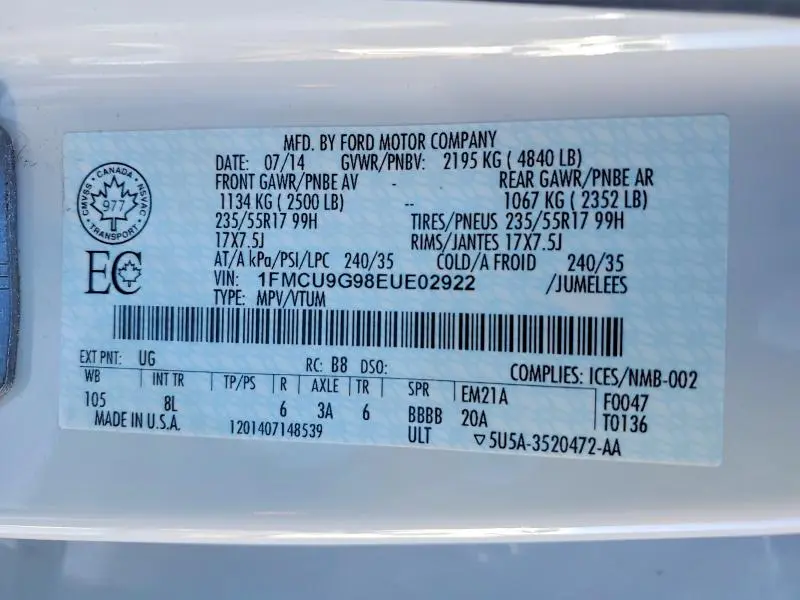 MFD. BY FORD MOTOR COMPANY
DATE: 07/14 GVWR/PNBV: 2195 KG ( 4840 LB)
FRONT GAWR/PNBE AV - REAR GAWR/PNBE AR
1134 KG ( 2500 LB) -- 1067 KG ( 2352 LB)
235/55R17 99H TIRES/PNEUS 235/55R17 99H
17X7.5J RIMS/JANTES 17X7.5J
AT/A kPa/PSI/LPC 240/35 COLD/A FROID 240/35
VIN: 1FMCU9G98EUE02922 /JUMELEES
TYPE: MPV/VTUM
CANADA
CMVSS NSVAC
977
TRANSPORT
EC
EXT PNT: UG RC: B8 DSO: COMPLIES: ICES/NMB-002
WB INT TR TP/PS R AXLE TR SPR EM21A F0047
105 8L 6 3A 6 BBBB 20A T0136
MADE IN U.S.A. 1201407148539 ULT ▽5U5A-3520472-AA